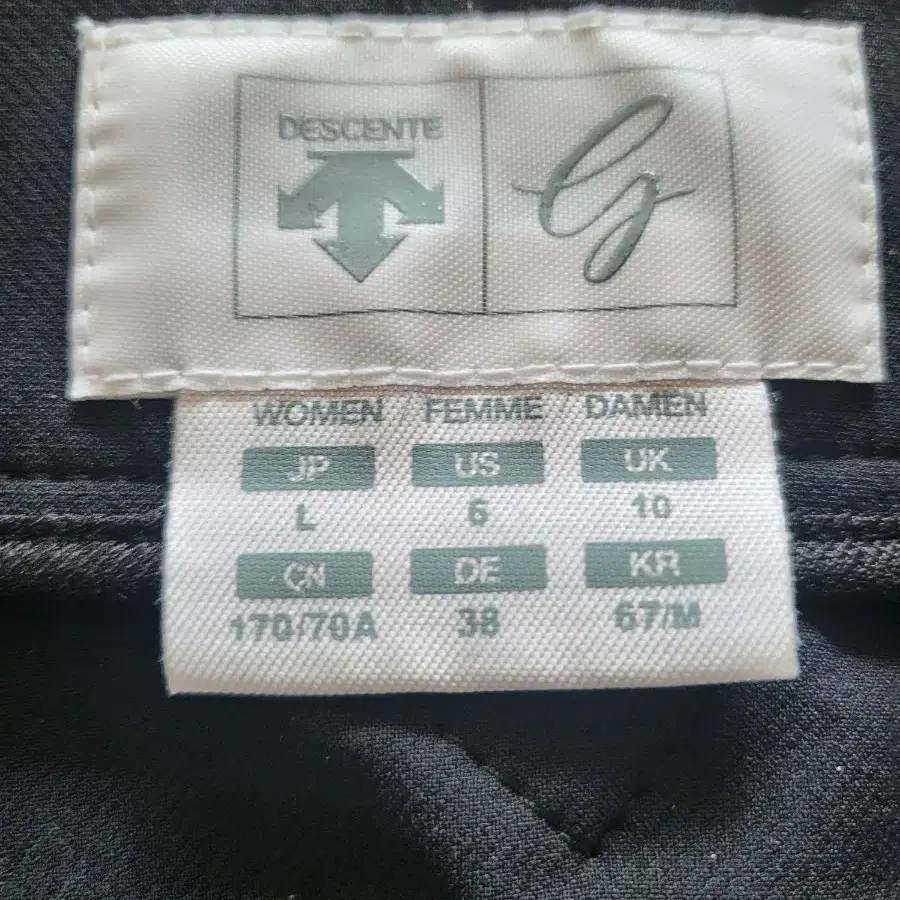 DESCENTE
WOMEN / FEMME / DAMEN
JP US UK
L 6 10
CN DE KR
170/70A 38 67/M